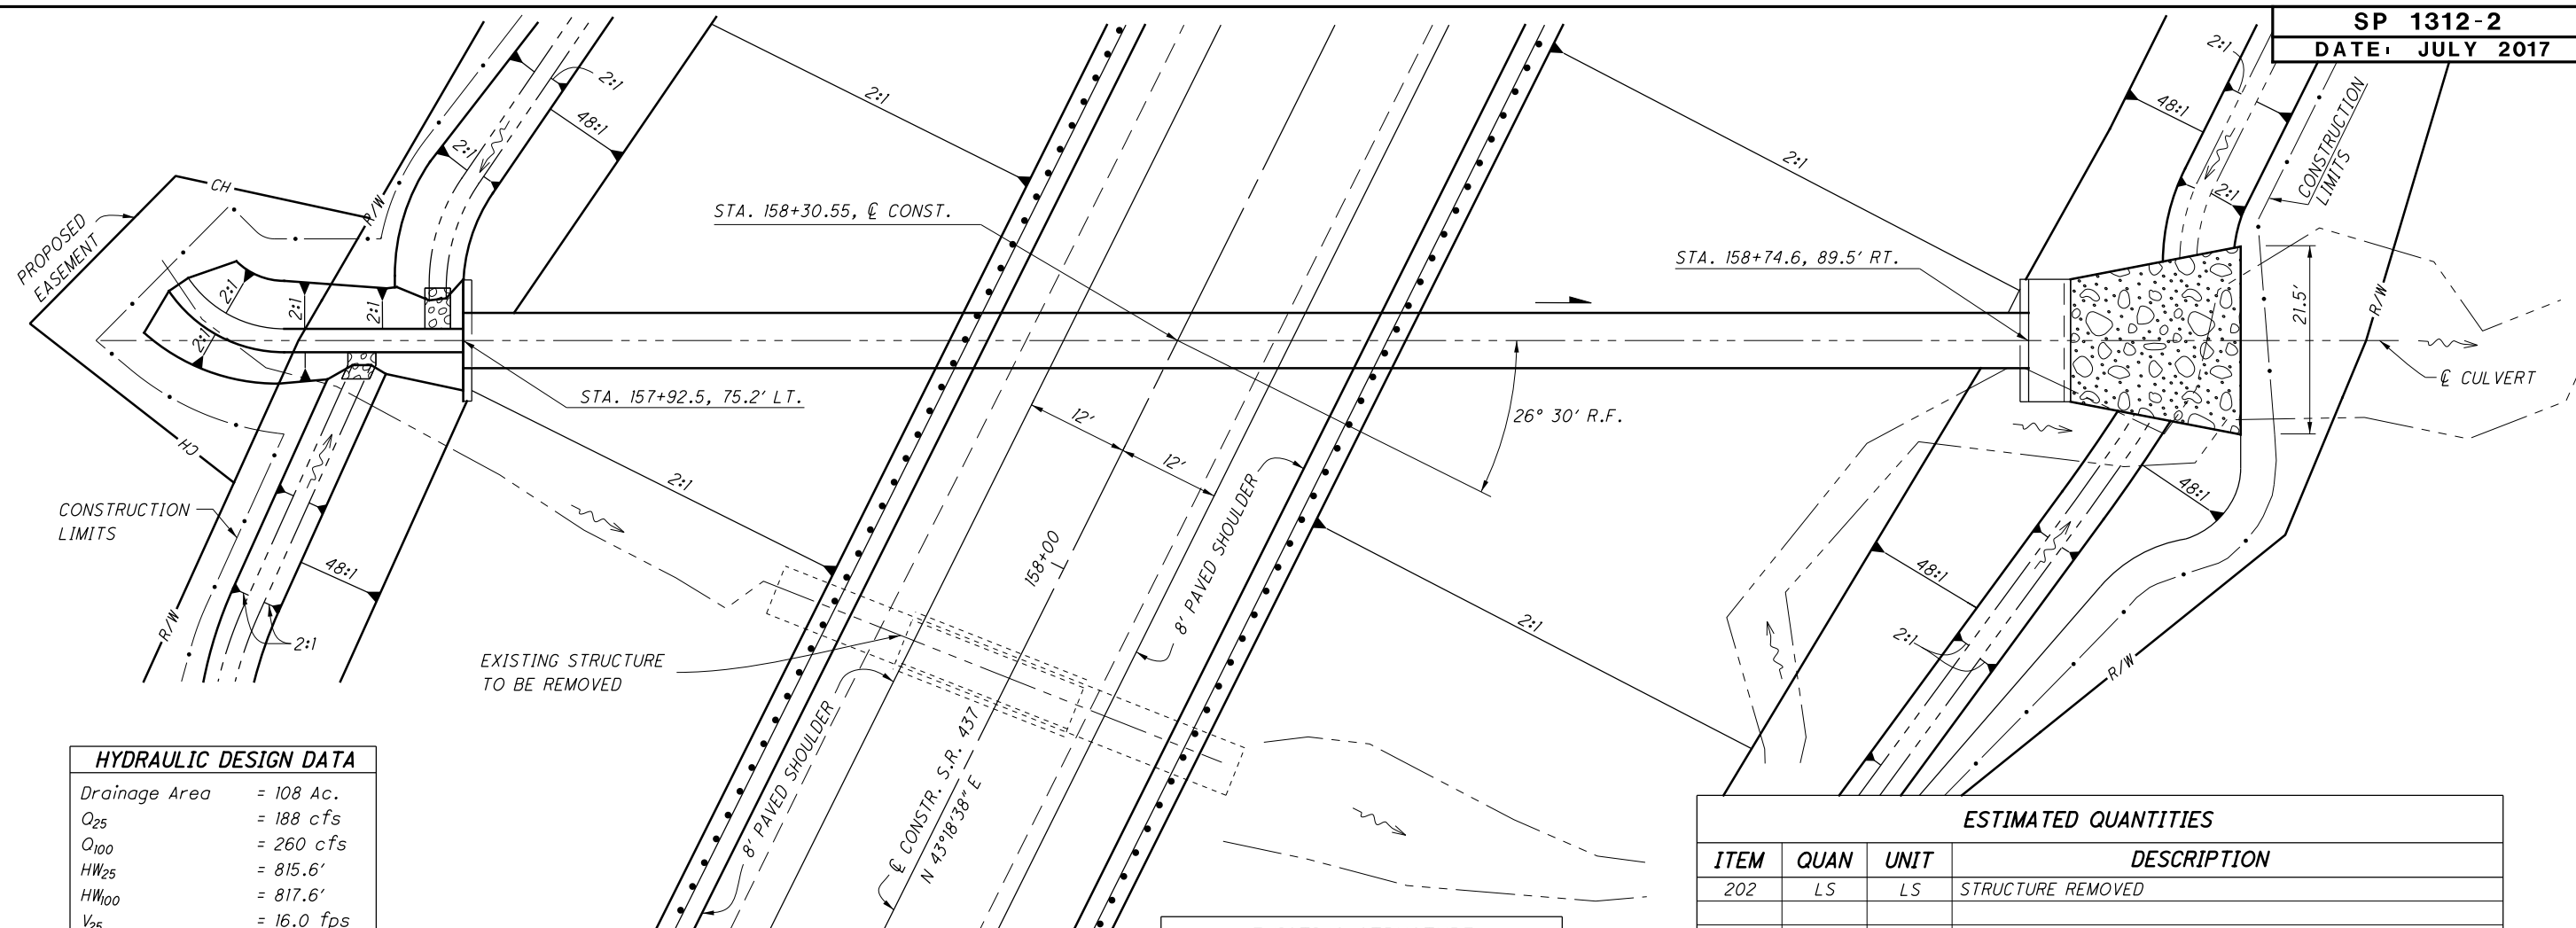 SP 1312-2
DATE: JULY 2017
2:1
48:1
2:1
2:1
2:1
2:1
48:1
2:1
2:1
CONSTRUCTION
LIMITS
CH
R/W
PROPOSED
EASEMENT
STA. 158+30.55, ℄ CONST.
STA. 158+74.6, 89.5' RT.
2:1
2:1
2:1
2:1
21.5'
R/W
℄ CULVERT
STA. 157+92.5, 75.2' LT.
12'
12'
26° 30' R.F.
CH
2:1
CONSTRUCTION
LIMITS
48:1
R/W
2:1
158+00
8' PAVED SHOULDER
48:1
48:1
2:1
2:1
R/W
EXISTING STRUCTURE
TO BE REMOVED
8' PAVED SHOULDER
℄ CONSTR. S.R. 437
N 43°18'38" E
HYDRAULIC DESIGN DATA
Drainage Area = 108 Ac.
Q25 = 188 cfs
Q100 = 260 cfs
HW25 = 815.6'
HW100 = 817.6'
V25 = 16.0 fps
ESTIMATED QUANTITIES
ITEM QUAN UNIT DESCRIPTION
202 LS LS STRUCTURE REMOVED